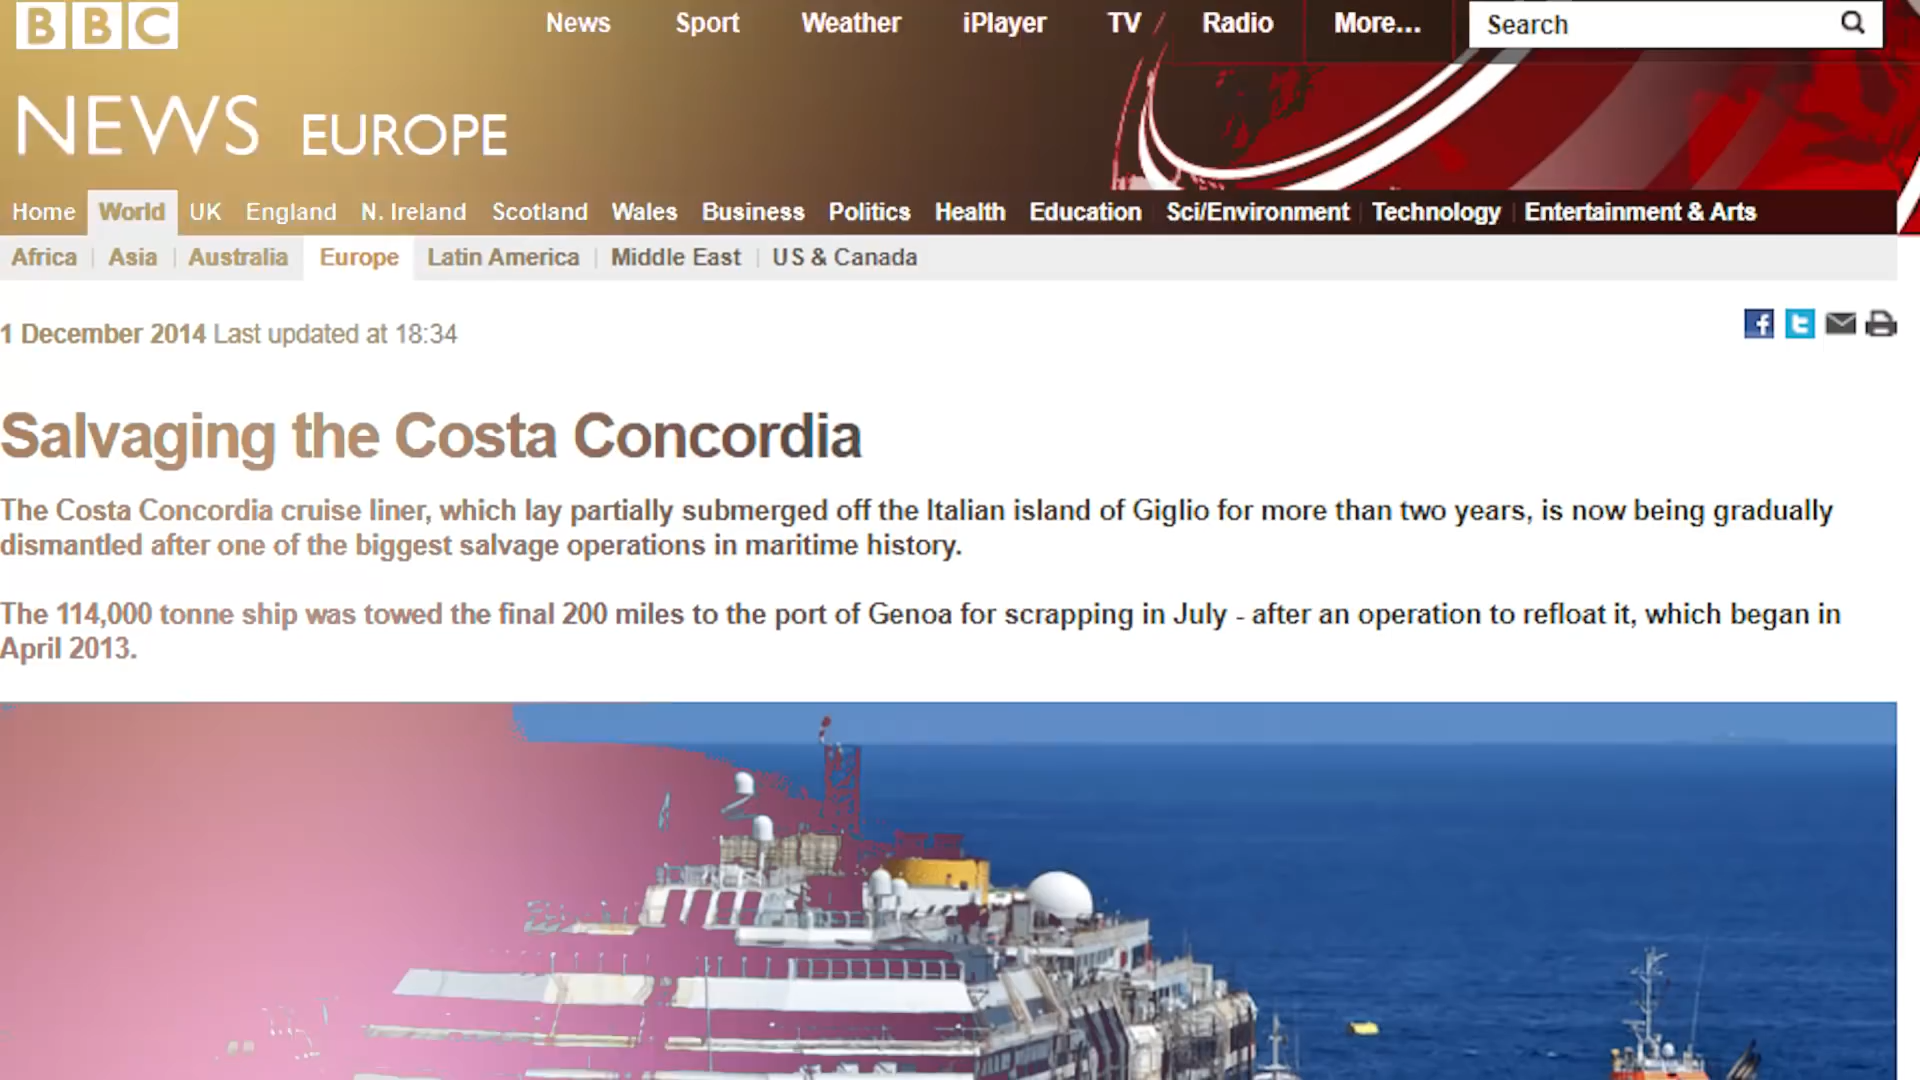 BBC
News Sport Weather iPlayer TV Radio More... Search
NEWS EUROPE
Home World UK England N. Ireland Scotland Wales Business Politics Health Education Sci/Environment Technology Entertainment & Arts
Africa Asia Australia Europe Latin America Middle East US & Canada
1 December 2014 Last updated at 18:34
Salvaging the Costa Concordia
The Costa Concordia cruise liner, which lay partially submerged off the Italian island of Giglio for more than two years, is now being gradually
dismantled after one of the biggest salvage operations in maritime history.
The 114,000 tonne ship was towed the final 200 miles to the port of Genoa for scrapping in July - after an operation to refloat it, which began in
April 2013.